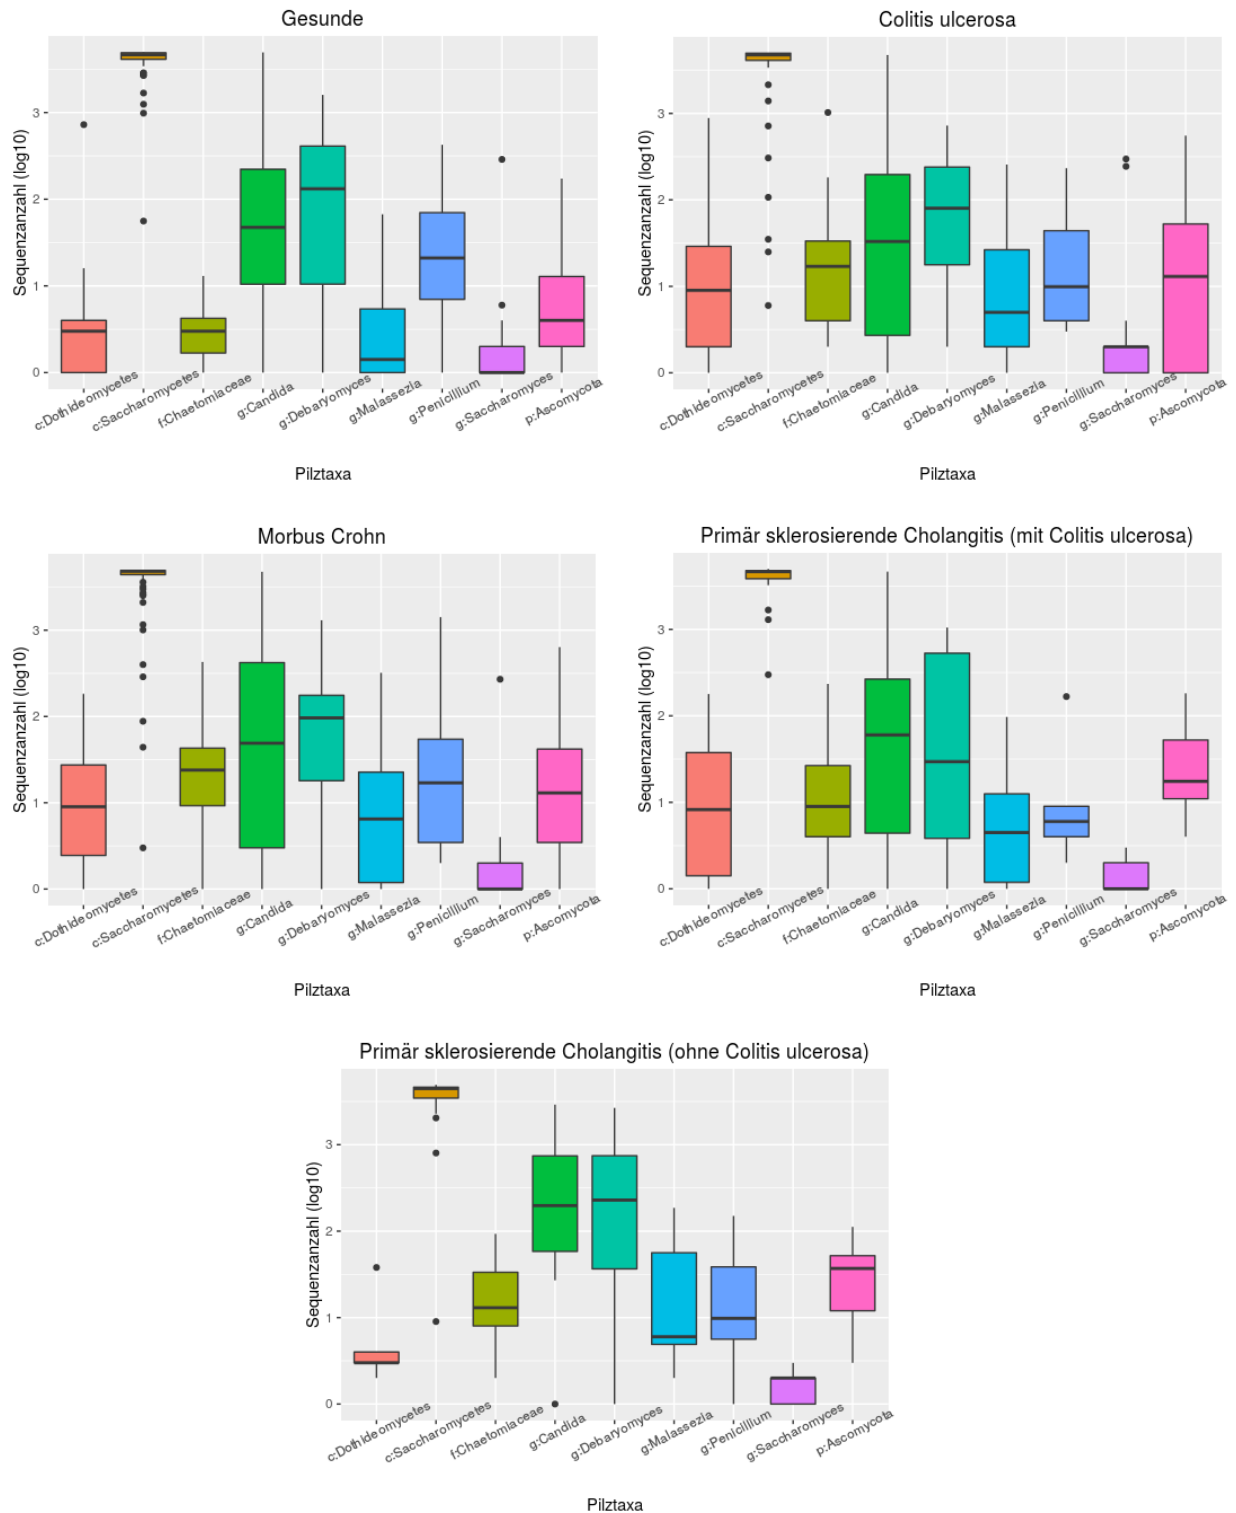 Gesunde
Sequenzanzahl (log10)
3
2
1
0
c:Dothideomycetes
c:Saccharomycetes
f:Chaetomiaceae
g:Candida
g:Debaryomyces
g:Malassezia
g:Penicillium
g:Saccharomyces
p:Ascomycota
Pilztaxa
Colitis ulcerosa
Sequenzanzahl (log10)
3
2
1
0
c:Dothideomycetes
c:Saccharomycetes
f:Chaetomiaceae
g:Candida
g:Debaryomyces
g:Malassezia
g:Penicillium
g:Saccharomyces
p:Ascomycota
Pilztaxa
Morbus Crohn
Sequenzanzahl (log10)
3
2
1
0
c:Dothideomycetes
c:Saccharomycetes
f:Chaetomiaceae
g:Candida
g:Debaryomyces
g:Malassezia
g:Penicillium
g:Saccharomyces
p:Ascomycota
Pilztaxa
Primär sklerosierende Cholangitis (mit Colitis ulcerosa)
Sequenzanzahl (log10)
3
2
1
0
c:Dothideomycetes
c:Saccharomycetes
f:Chaetomiaceae
g:Candida
g:Debaryomyces
g:Malassezia
g:Penicillium
g:Saccharomyces
p:Ascomycota
Pilztaxa
Primär sklerosierende Cholangitis (ohne Colitis ulcerosa)
Sequenzanzahl (log10)
3
2
1
0
c:Dothideomycetes
c:Saccharomycetes
f:Chaetomiaceae
g:Candida
g:Debaryomyces
g:Malassezia
g:Penicillium
g:Saccharomyces
p:Ascomycota
Pilztaxa